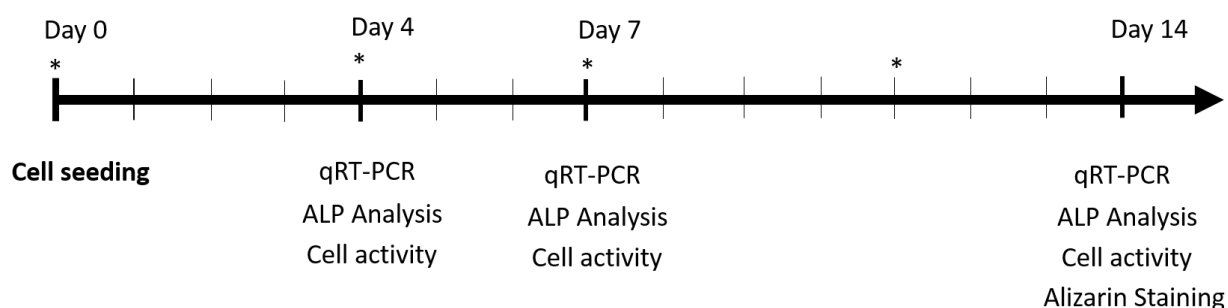 Day 0
Day 4
Day 7
Day 14
*
*
*
*
Cell seeding
qRT-PCR
ALP Analysis
Cell activity
qRT-PCR
ALP Analysis
Cell activity
qRT-PCR
ALP Analysis
Cell activity
Alizarin Staining